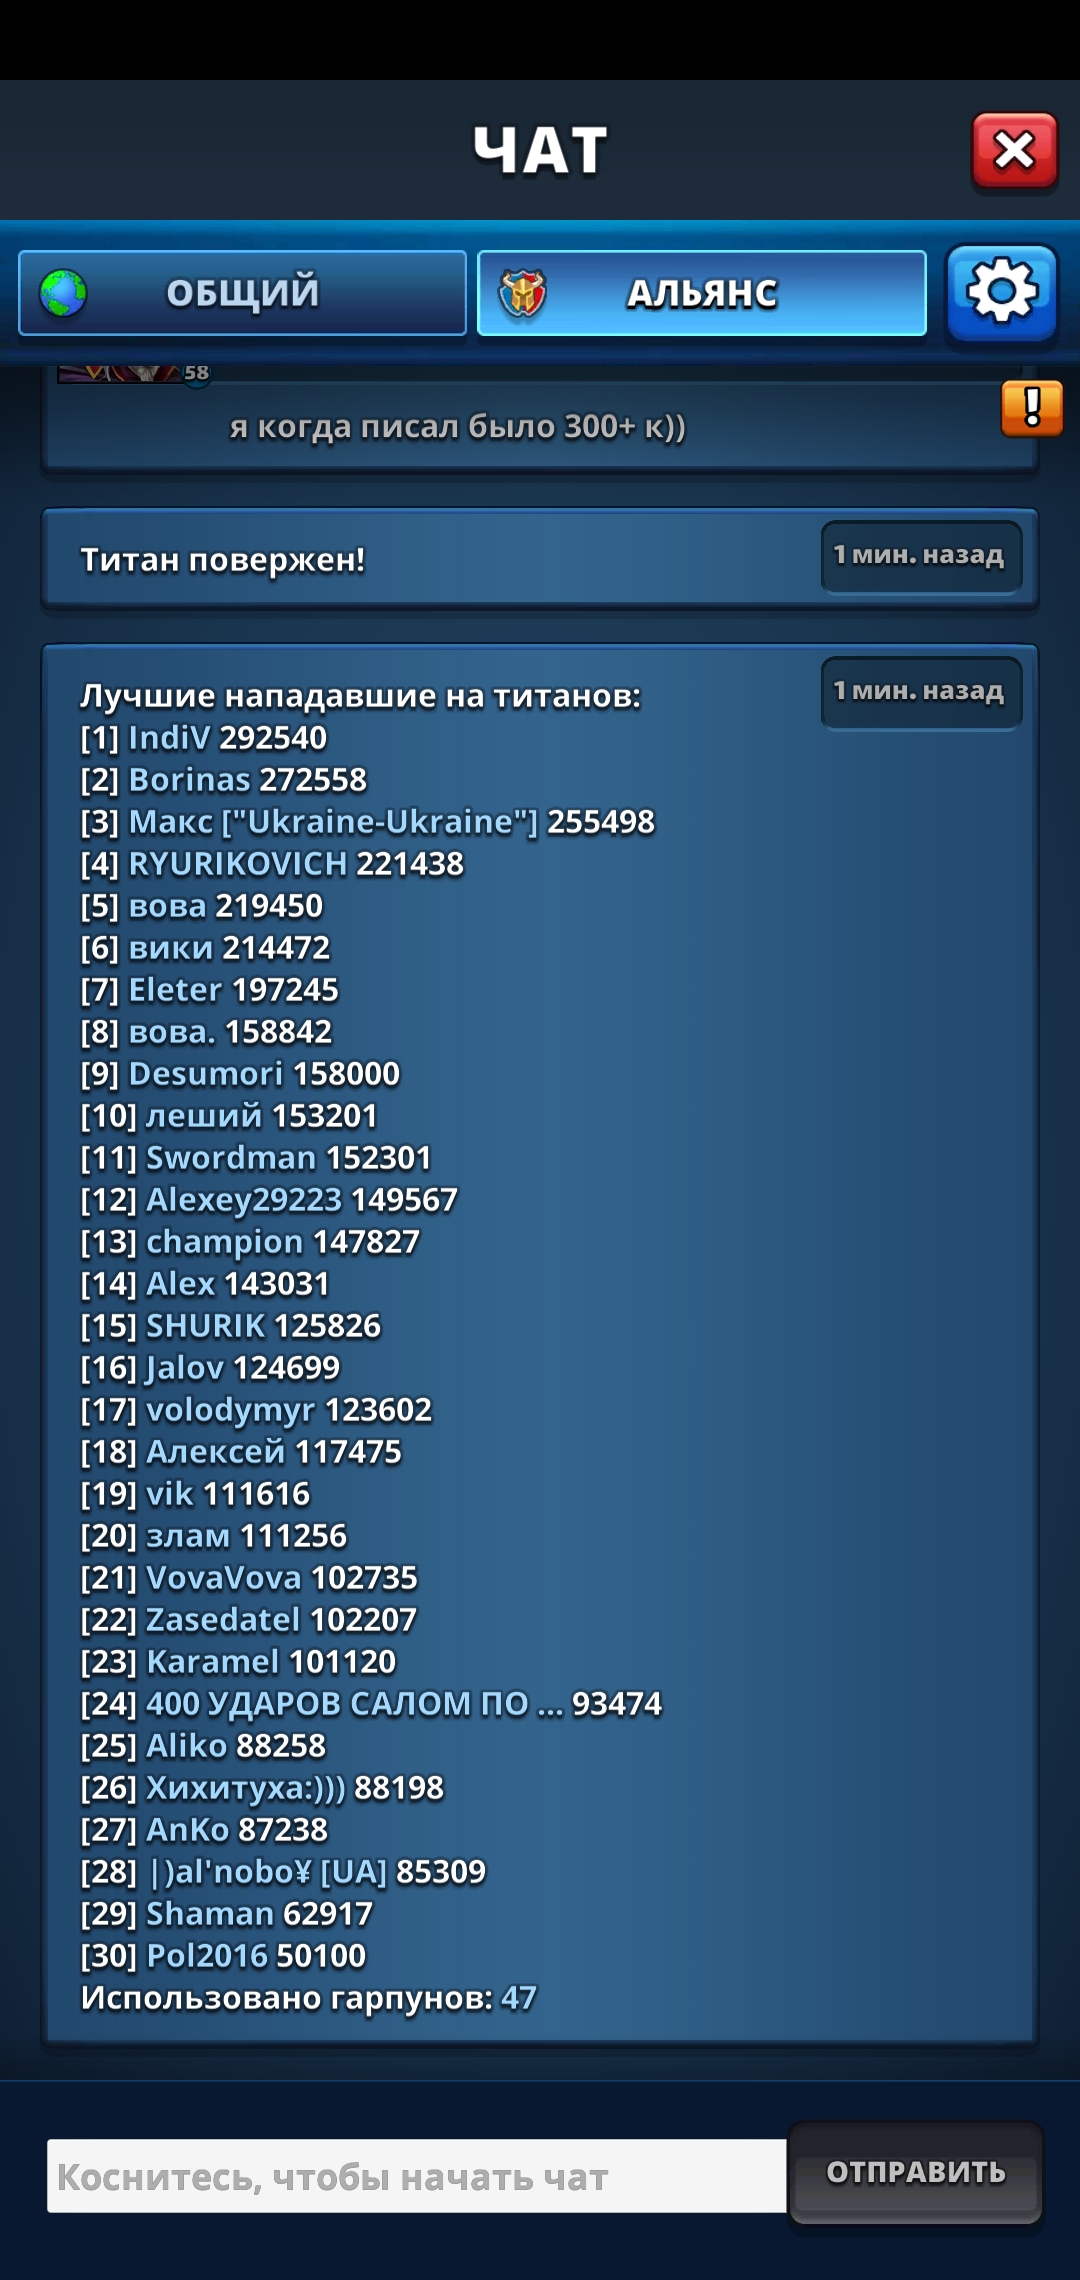 ЧАТ
ОБЩИЙ
АЛЬЯНС
58
я когда писал было 300+ к))
Титан повержен!
1 мин. назад
1 мин. назад
Лучшие нападавшие на титанов:
[1] IndiV 292540
[2] Borinas 272558
[3] Макс ["Ukraine-Ukraine"] 255498
[4] RYURIKOVICH 221438
[5] вова 219450
[6] вики 214472
[7] Eleter 197245
[8] вова. 158842
[9] Desumori 158000
[10] леший 153201
[11] Swordman 152301
[12] Alexey29223 149567
[13] champion 147827
[14] Alex 143031
[15] SHURIK 125826
[16] Jalov 124699
[17] volodymyr 123602
[18] Алексей 117475
[19] vik 111616
[20] злам 111256
[21] VovaVova 102735
[22] Zasedatel 102207
[23] Karamel 101120
[24] 400 УДАРОВ САЛОМ ПО ... 93474
[25] Aliko 88258
[26] Хихитуха:))) 88198
[27] AnKo 87238
[28] |)al'nobo¥ [UA] 85309
[29] Shaman 62917
[30] Pol2016 50100
Использовано гарпунов: 47
Коснитесь, чтобы начать чат
ОТПРАВИТЬ